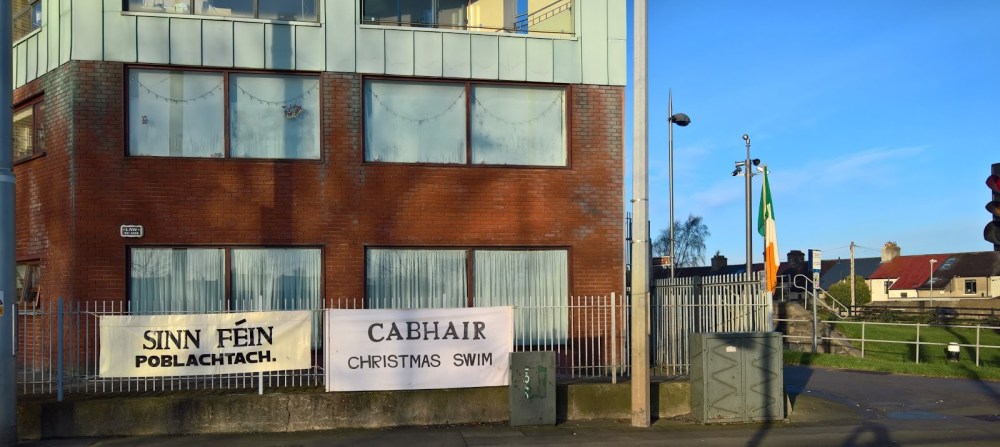 SINN FÉIN
POBLACHTACH.
CABHAIR
CHRISTMAS SWIM